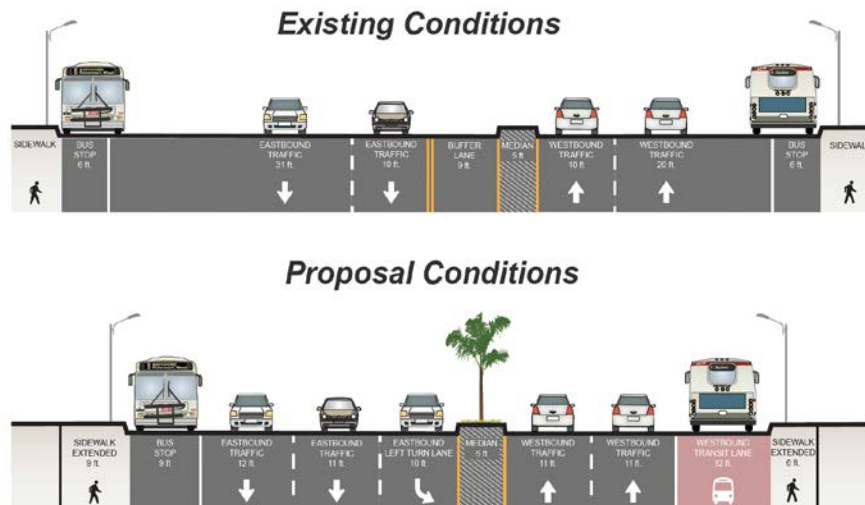 Existing Conditions
SIDEWALK
BUS
STOP
6 ft.
EASTBOUND
TRAFFIC
31 ft.
EASTBOUND
TRAFFIC
10 ft.
BUFFER
LANE
9 ft.
MEDIAN
5 ft
WESTBOUND
TRAFFIC
10 ft.
WESTBOUND
TRAFFIC
20 ft.
BUS
STOP
6 ft.
SIDEWALK
Proposal Conditions
SIDEWALK
EXTENDED
9 ft.
BUS
STOP
9 ft
EASTBOUND
TRAFFIC
12 ft.
EASTBOUND
TRAFFIC
11 ft.
EASTBOUND
LEFT TURN LANE
10 ft.
MEDIAN
WESTBOUND
TRAFFIC
11 ft.
WESTBOUND
TRAFFIC
11 ft.
WESTBOUND
TRANSIT LANE
12 ft.
SIDEWALK
EXTENDED
6 ft.